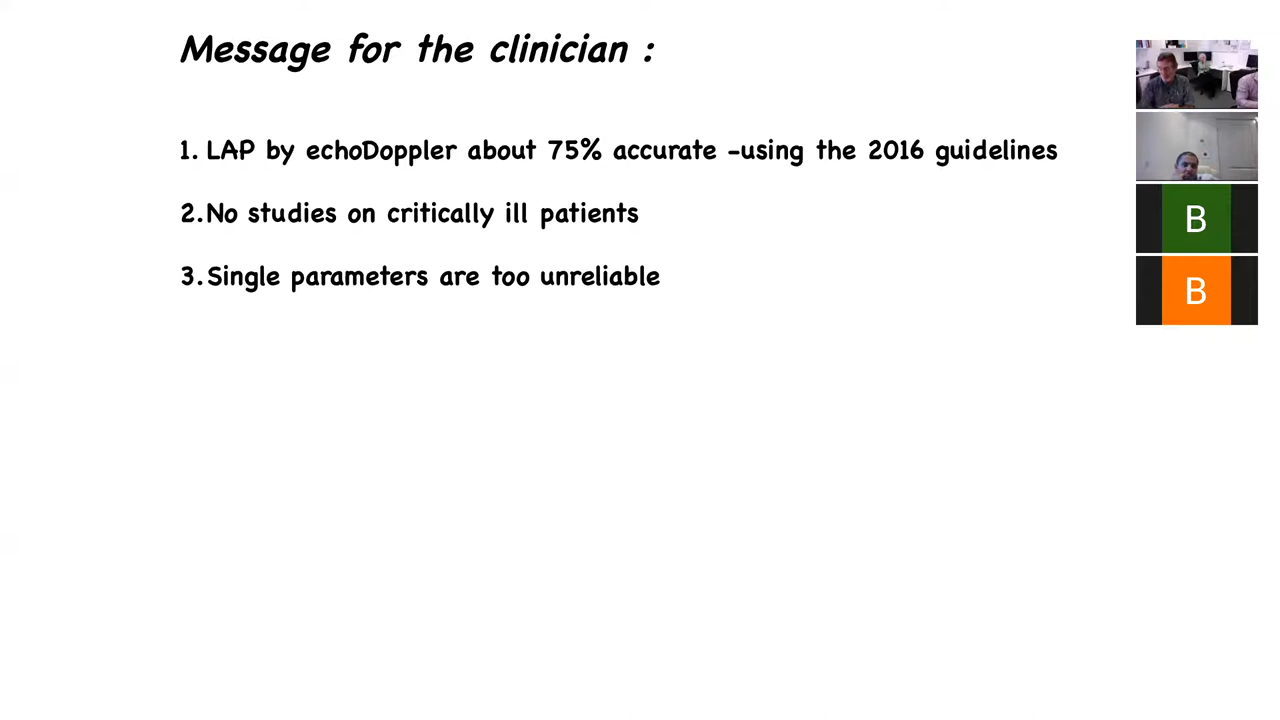 Message for the clinician :
1. LAP by echoDoppler about 75% accurate -using the 2016 guidelines
2. No studies on critically ill patients
3. Single parameters are too unreliable
B
B